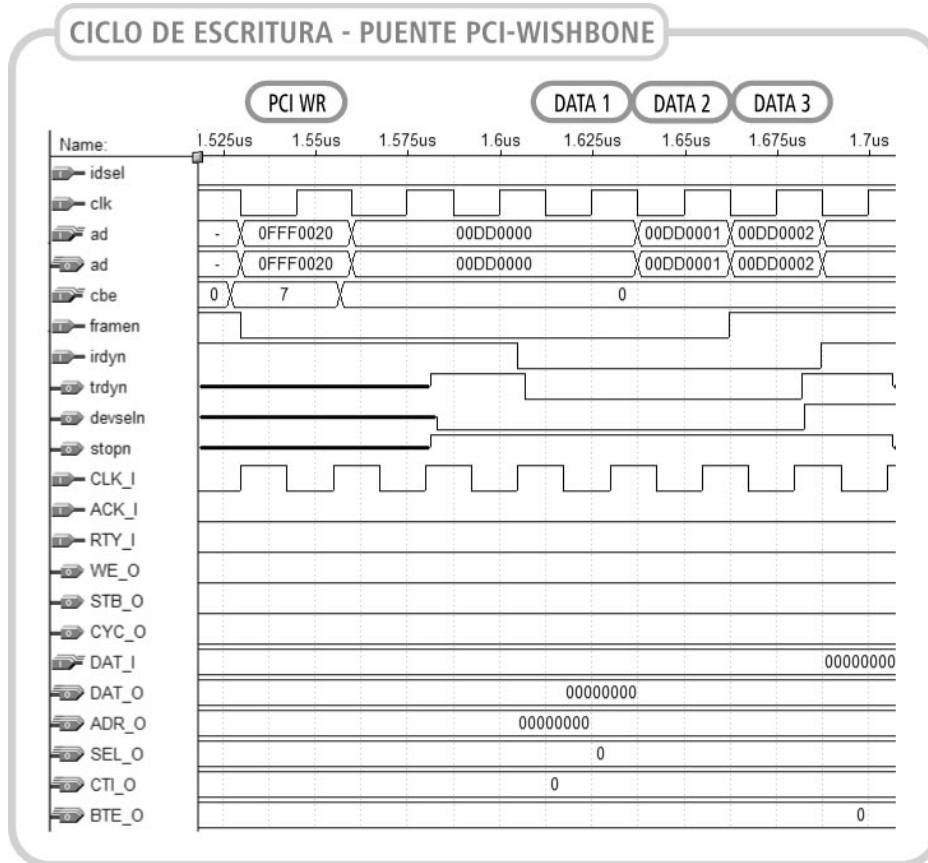 CICLO DE ESCRITURA - PUENTE PCI-WISHBONE
PCI WR DATA 1 DATA 2 DATA 3
Name: 1.525us 1.55us 1.575us 1.6us 1.625us 1.65us 1.675us 1.7us
idsel
clk
ad - 0FFF0020 00DD0000 00DD0001 00DD0002
ad - 0FFF0020 00DD0000 00DD0001 00DD0002
cbe 0 7 0
framen
irdyn
trdyn
devseln
stopn
CLK_I
ACK_I
RTY_I
WE_O
STB_O
CYC_O
DAT_I 00000000
DAT_O 00000000
ADR_O 00000000
SEL_O 0
CTI_O 0
BTE_O 0